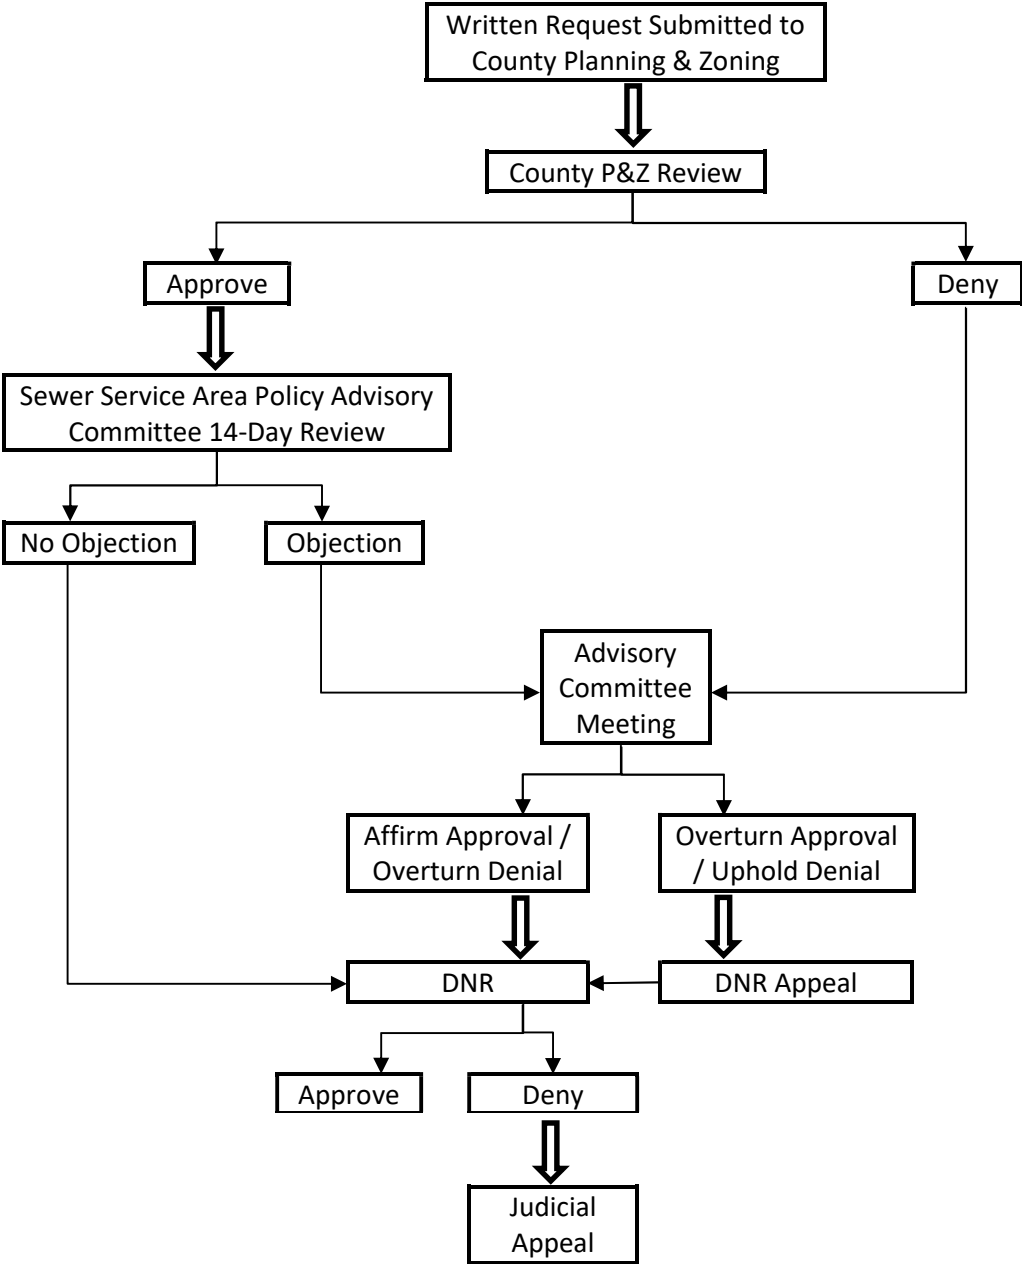 Written Request Submitted to
County Planning & Zoning
County P&Z Review
Approve
Deny
Sewer Service Area Policy Advisory
Committee 14-Day Review
No Objection
Objection
Advisory
Committee
Meeting
Affirm Approval /
Overturn Denial
Overturn Approval
/ Uphold Denial
DNR
DNR Appeal
Approve
Deny
Judicial
Appeal